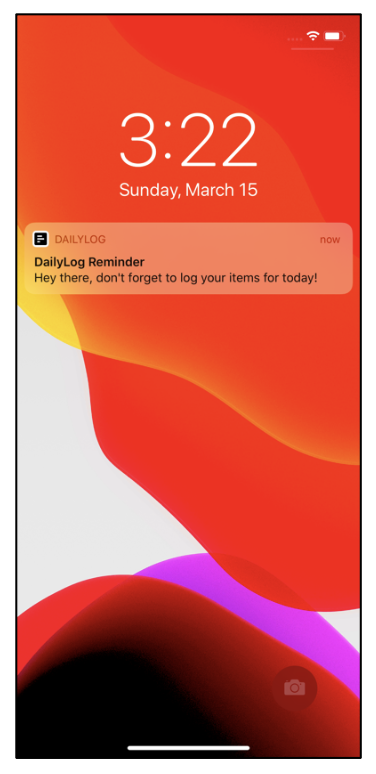 3:22
Sunday, March 15
DAILYLOG now
DailyLog Reminder
Hey there, don't forget to log your items for today!